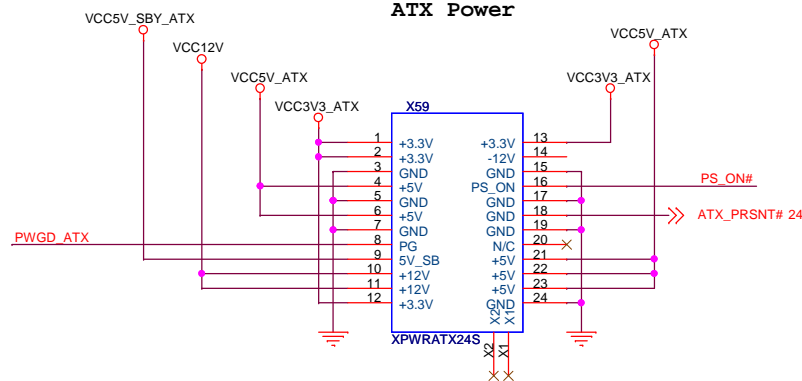 ATX Power
VCC5V_SBY_ATX
VCC12V
VCC5V_ATX
VCC3V3_ATX
VCC5V_ATX
VCC3V3_ATX
X59
1 +3.3V +3.3V 13
2 +3.3V -12V 14
3 GND GND 15
4 +5V PS_ON 16 PS_ON#
5 GND GND 17
6 +5V GND 18 ATX_PRSNT# 24
7 GND GND 19
PWGD_ATX 8 PG N/C 20
9 5V_SB +5V 21
10 +12V +5V 22
11 +12V +5V 23
12 +3.3V GND 24
X2 X1
XPWRATX24S
X2 X1